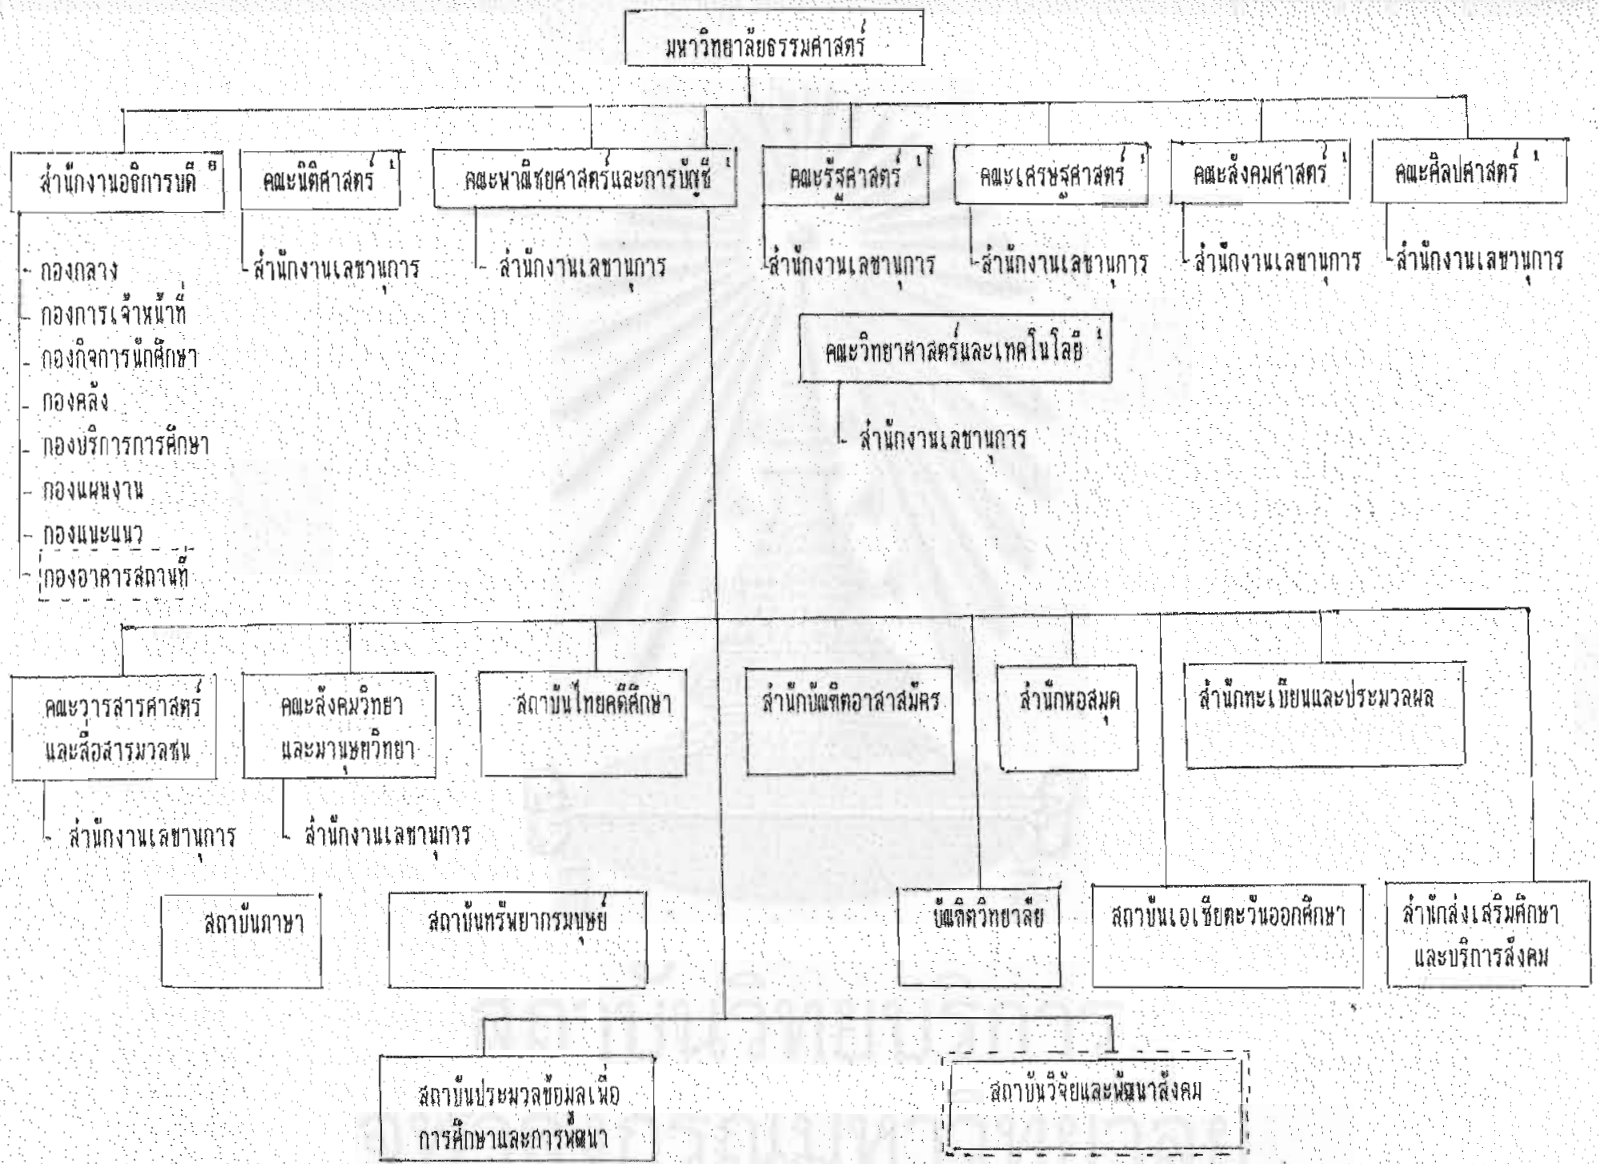 มหาวิทยาลัยธรรมศาสตร์
สำนักงานอธิการบดี 8
คณะนิติศาสตร์ 1
คณะพาณิชยศาสตร์และการบัญชี 1
คณะรัฐศาสตร์ 1
คณะเศรษฐศาสตร์ 1
คณะสังคมศาสตร์ 1
คณะศิลปศาสตร์ 1
- กองกลาง
- กองการเจ้าหน้าที่
- กองกิจการนักศึกษา
- กองคลัง
- กองบริการการศึกษา
- กองแผนงาน
- กองแนะแนว
- กองอาคารสถานที่
- สำนักงานเลขานุการ
- สำนักงานเลขานุการ
- สำนักงานเลขานุการ
- สำนักงานเลขานุการ
- สำนักงานเลขานุการ
- สำนักงานเลขานุการ
คณะวิทยาศาสตร์และเทคโนโลยี 1
- สำนักงานเลขานุการ
คณะวารสารศาสตร์
และสื่อสารมวลชน
คณะสังคมวิทยา
และมานุษยวิทยา
สถาบันไทยคดีศึกษา
สำนักบัณฑิตอาสาสมัคร
สำนักหอสมุด
สำนักทะเบียนและประมวลผล
- สำนักงานเลขานุการ
- สำนักงานเลขานุการ
สถาบันภาษา
สถาบันทรัพยากรมนุษย์
บัณฑิตวิทยาลัย
สถาบันเอเชียตะวันออกศึกษา
สำนักส่งเสริมศึกษา
และบริการสังคม
สถาบันประมวลข้อมูลเพื่อ
การศึกษาและการพัฒนา
สถาบันวิจัยและพัฒนาสังคม